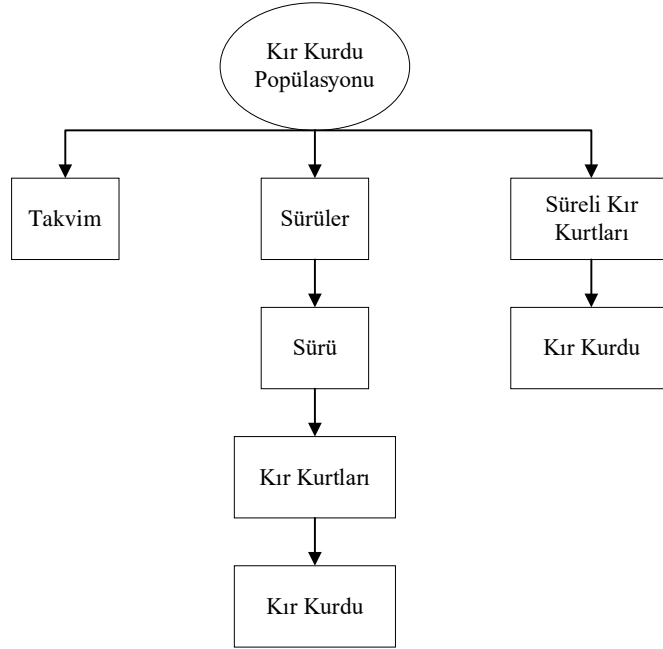 Kır Kurdu
Popülasyonu
Takvim
Sürüler
Süreli Kır
Kurtları
Sürü
Kır Kurdu
Kır Kurtları
Kır Kurdu